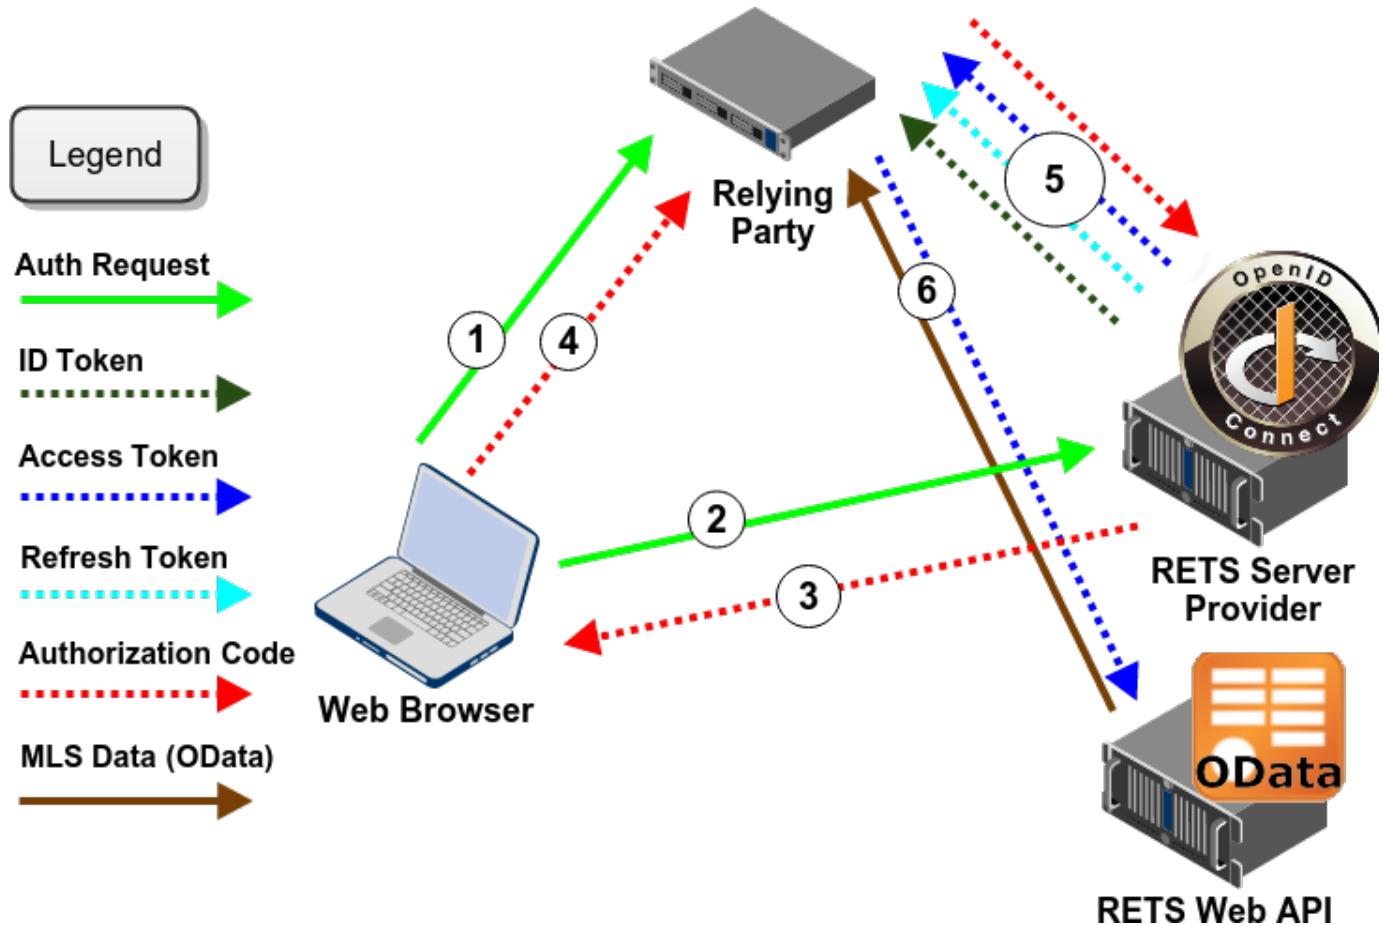 Legend
Auth Request
ID Token
Access Token
Refresh Token
Authorization Code
MLS Data (OData)
Relying
Party
1
4
5
6
2
3
OpenID
Connect
RETS Server
Provider
Web Browser
OData
RETS Web API